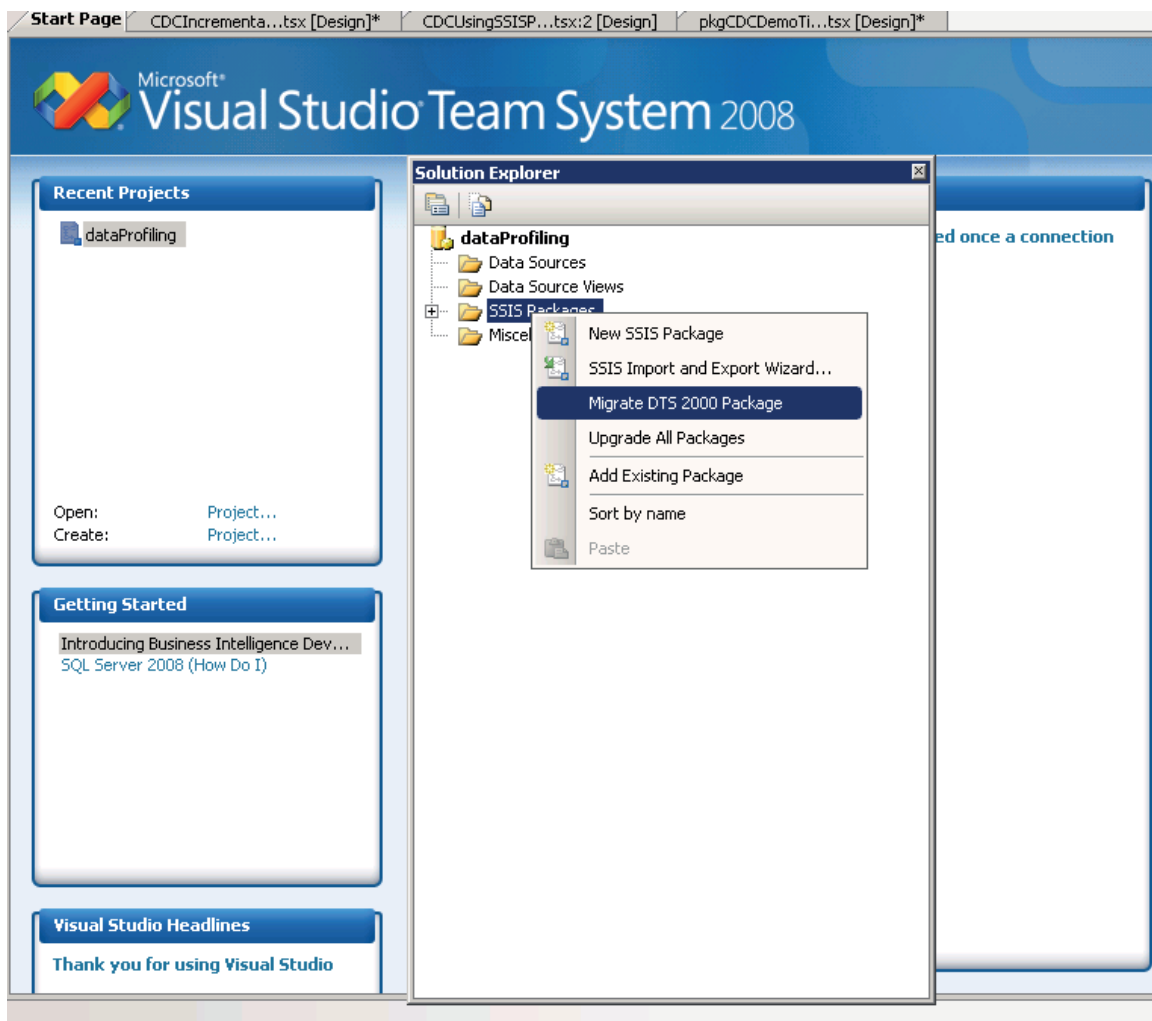 Start Page CDCIncrementa...tsx [Design]* CDCUsingSSISP...tsx:2 [Design] pkgCDCDemoTi...tsx [Design]*
Microsoft®
Visual Studio Team System 2008
Recent Projects
dataProfiling
Open: Project...
Create: Project...
Getting Started
Introducing Business Intelligence Dev...
SQL Server 2008 (How Do I)
Visual Studio Headlines
Thank you for using Visual Studio
Solution Explorer
dataProfiling
Data Sources
Data Source Views
SSIS Packages
Miscel
New SSIS Package
SSIS Import and Export Wizard...
Migrate DTS 2000 Package
Upgrade All Packages
Add Existing Package
Sort by name
Paste
ed once a connection